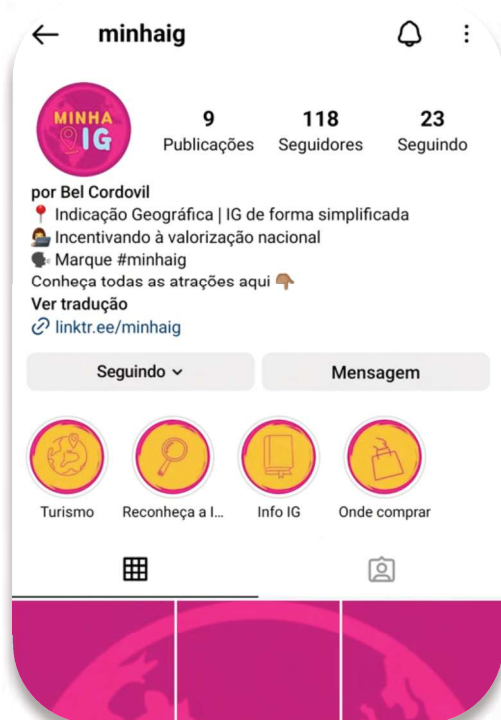 minhaig
MINHA
IG
9
Publicações
118
Seguidores
23
Seguindo
por Bel Cordovil
Indicação Geográfica | IG de forma simplificada
Incentivando à valorização nacional
Marque #minhaig
Conheça todas as atrações aqui
Ver tradução
linktr.ee/minhaig
Seguindo
Mensagem
Turismo
Reconheça a I...
Info IG
Onde comprar